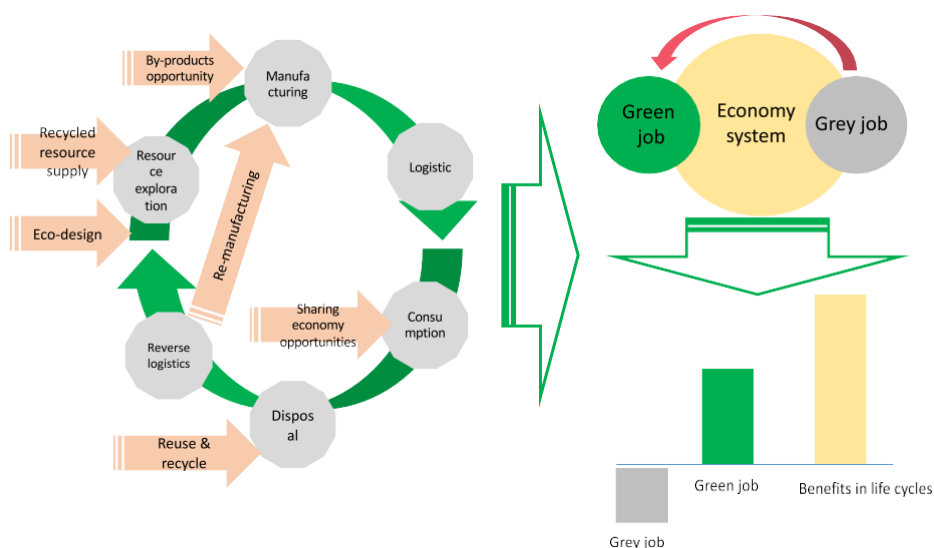 By-products
opportunity
Manufa
cturing
Recycled
resource
supply
Resour
ce
explora
tion
Logistic
Eco-design
Re-manufacturing
Sharing
economy
opportunities
Consu
mption
Reverse
logistics
Dispos
al
Reuse &
recycle
Green
job
Economy
system
Grey job
Green job
Benefits in life cycles
Grey job